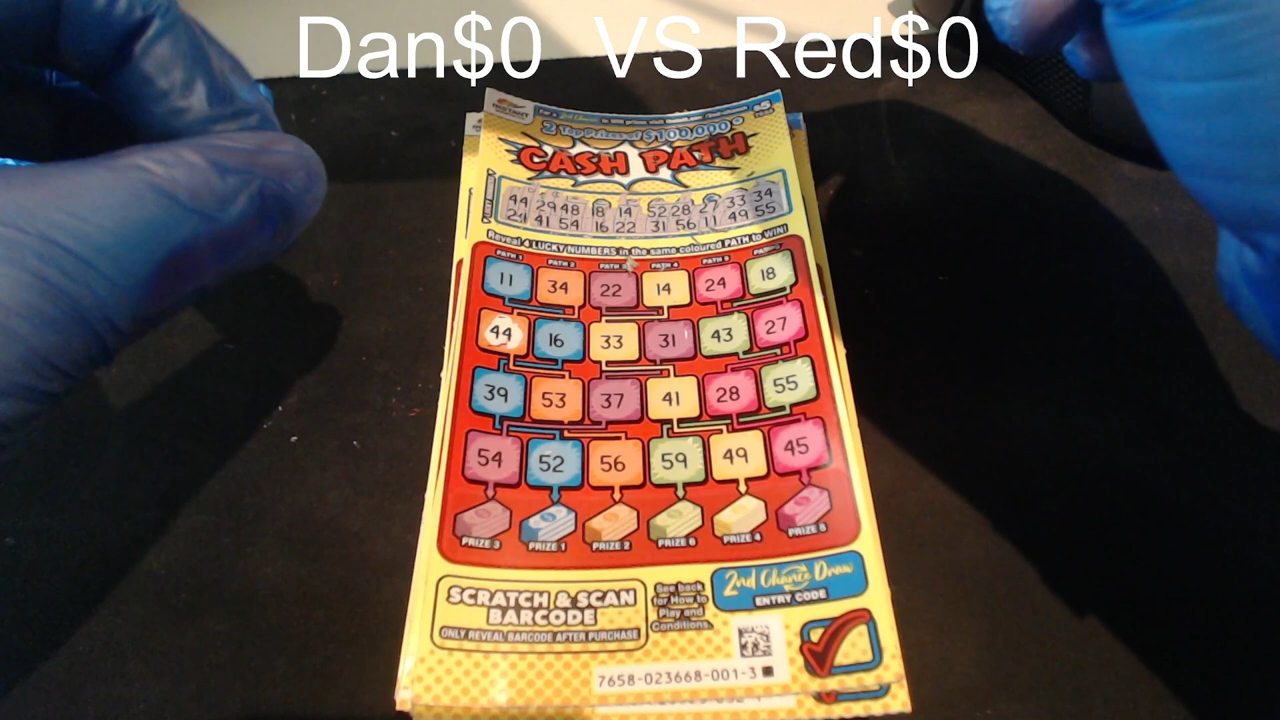 Dan$0 VS Red$0
INSTANT
$5
2 Top Prizes of $100,000*
CASH PATH
44 29 48 18 14 52 28 27 33 34
24 41 54 16 22 31 56 11 49 55
Reveal 4 LUCKY NUMBERS in the same coloured PATH to WIN!
PATH 1 PATH 2 PATH 3 PATH 4 PATH 5
11 34 22 14 24 18
44 16 33 31 43 27
39 53 37 41 28 55
54 52 56 59 49 45
PRIZE 3 PRIZE 1 PRIZE 2 PRIZE 6 PRIZE 4 PRIZE 5
SCRATCH & SCAN
BARCODE
ONLY REVEAL BARCODE AFTER PURCHASE
See back
for How to
Play and
Conditions.
2nd Chance Draw
ENTRY CODE
7658-023668-001-3